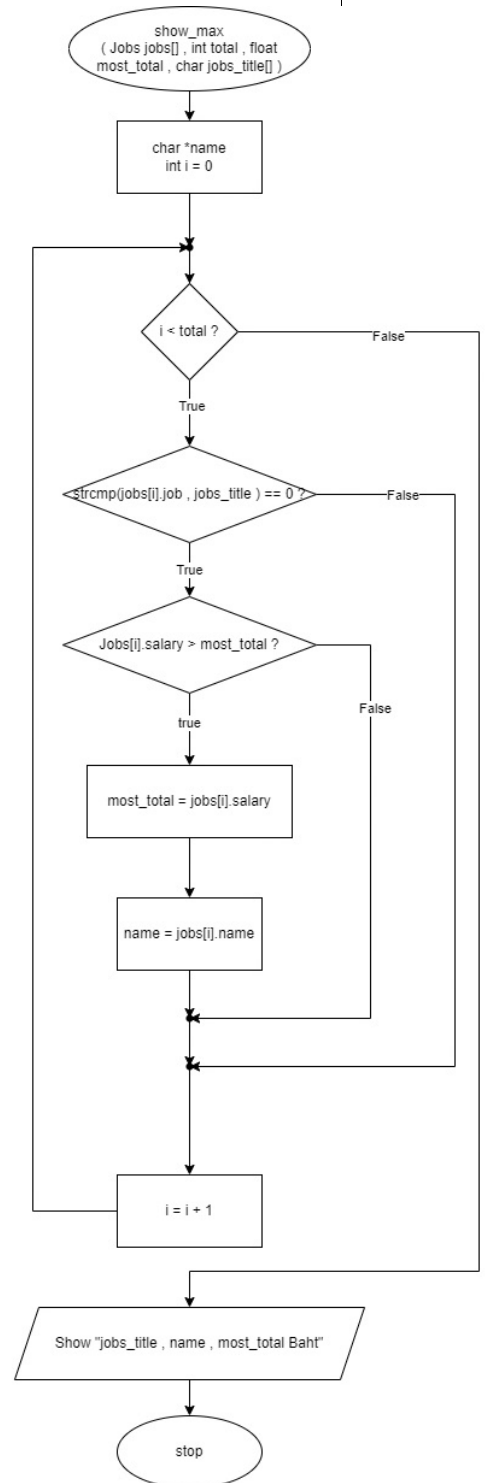 show_max
( Jobs jobs[] , int total , float
most_total , char jobs_title[] )
char *name
int i = 0
i < total ?
False
True
strcmp(jobs[i].job , jobs_title ) == 0 ?
False
True
Jobs[i].salary > most_total ?
False
true
most_total = jobs[i].salary
name = jobs[i].name
i = i + 1
Show "jobs_title , name , most_total Baht"
stop